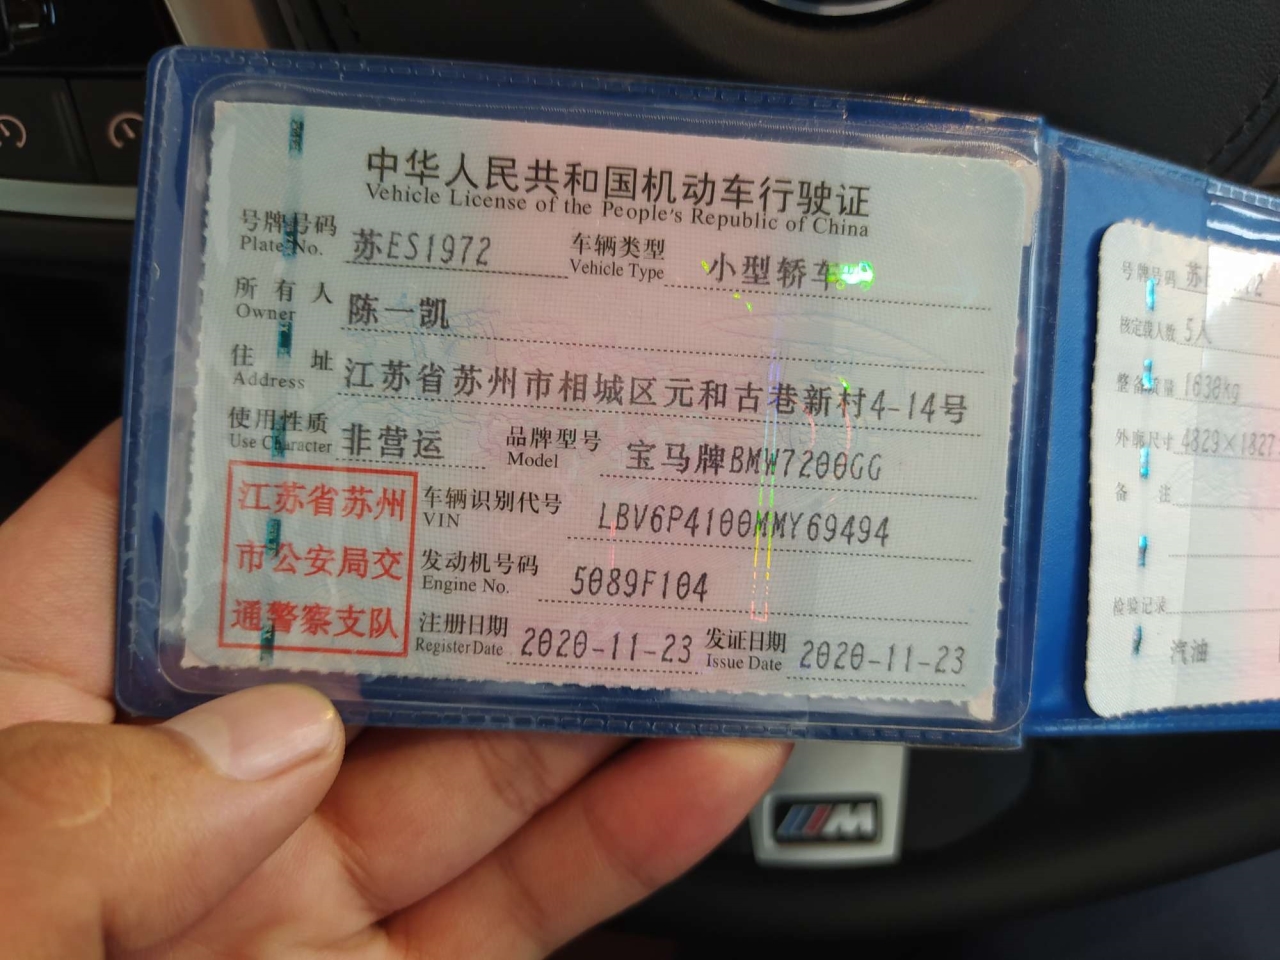 中华人民共和国机动车行驶证
Vehicle License of the People's Republic of China
号牌号码 苏ES1972 车辆类型 小型轿车
Plate No. Vehicle Type
所有人 陈一凯
Owner
住址 江苏省苏州市相城区元和古巷新村4-14号
Address
使用性质 非营运 品牌型号 宝马牌BMW7200GG
Use Character Model
江苏省苏州
市公安局交
通警察支队
车辆识别代号 LBV6P4100MMY69494
VIN
发动机号码 5089F104
Engine No.
注册日期 2020-11-23 发证日期 2020-11-23
Register Date Issue Date
号牌号码 苏
核定载人数 5人
整备质量 1630kg
外廓尺寸 4829×1827
备注
检验记录
汽油
M